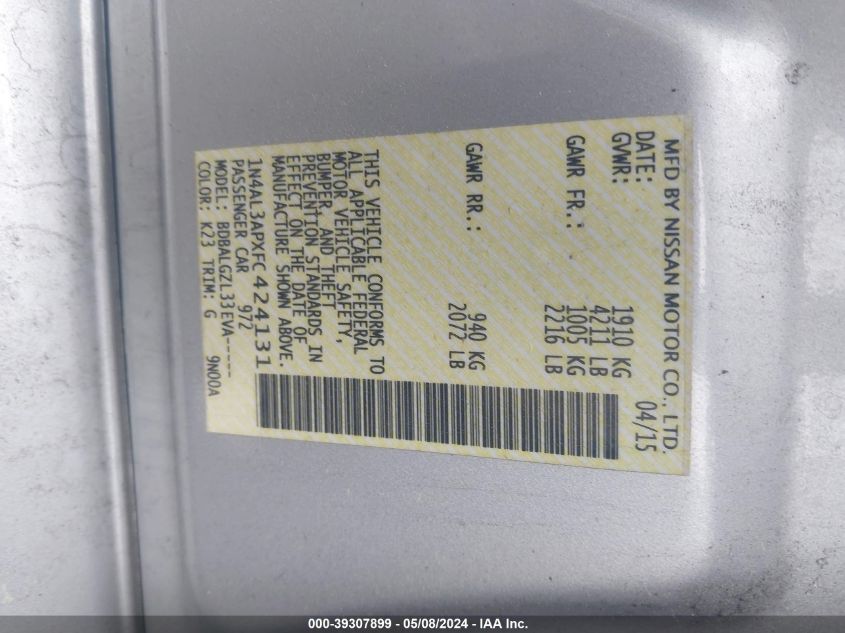 MFD BY NISSAN MOTOR CO., LTD.
DATE: 04/15
GVWR: 1910 KG
4211 LB
GAWR FR.: 1005 KG
2216 LB
GAWR RR.: 940 KG
2072 LB
THIS VEHICLE CONFORMS TO
ALL APPLICABLE FEDERAL
MOTOR VEHICLE SAFETY,
BUMPER, AND THEFT
PREVENTION STANDARDS IN
EFFECT ON THE DATE OF
MANUFACTURE SHOWN ABOVE.
1N4AL3APXFC424131
PASSENGER CAR 972
MODEL: BDBALGZL33EVA-----
COLOR: K23 TRIM: G 9N00A
000-39307899 - 05/08/2024 - IAA Inc.